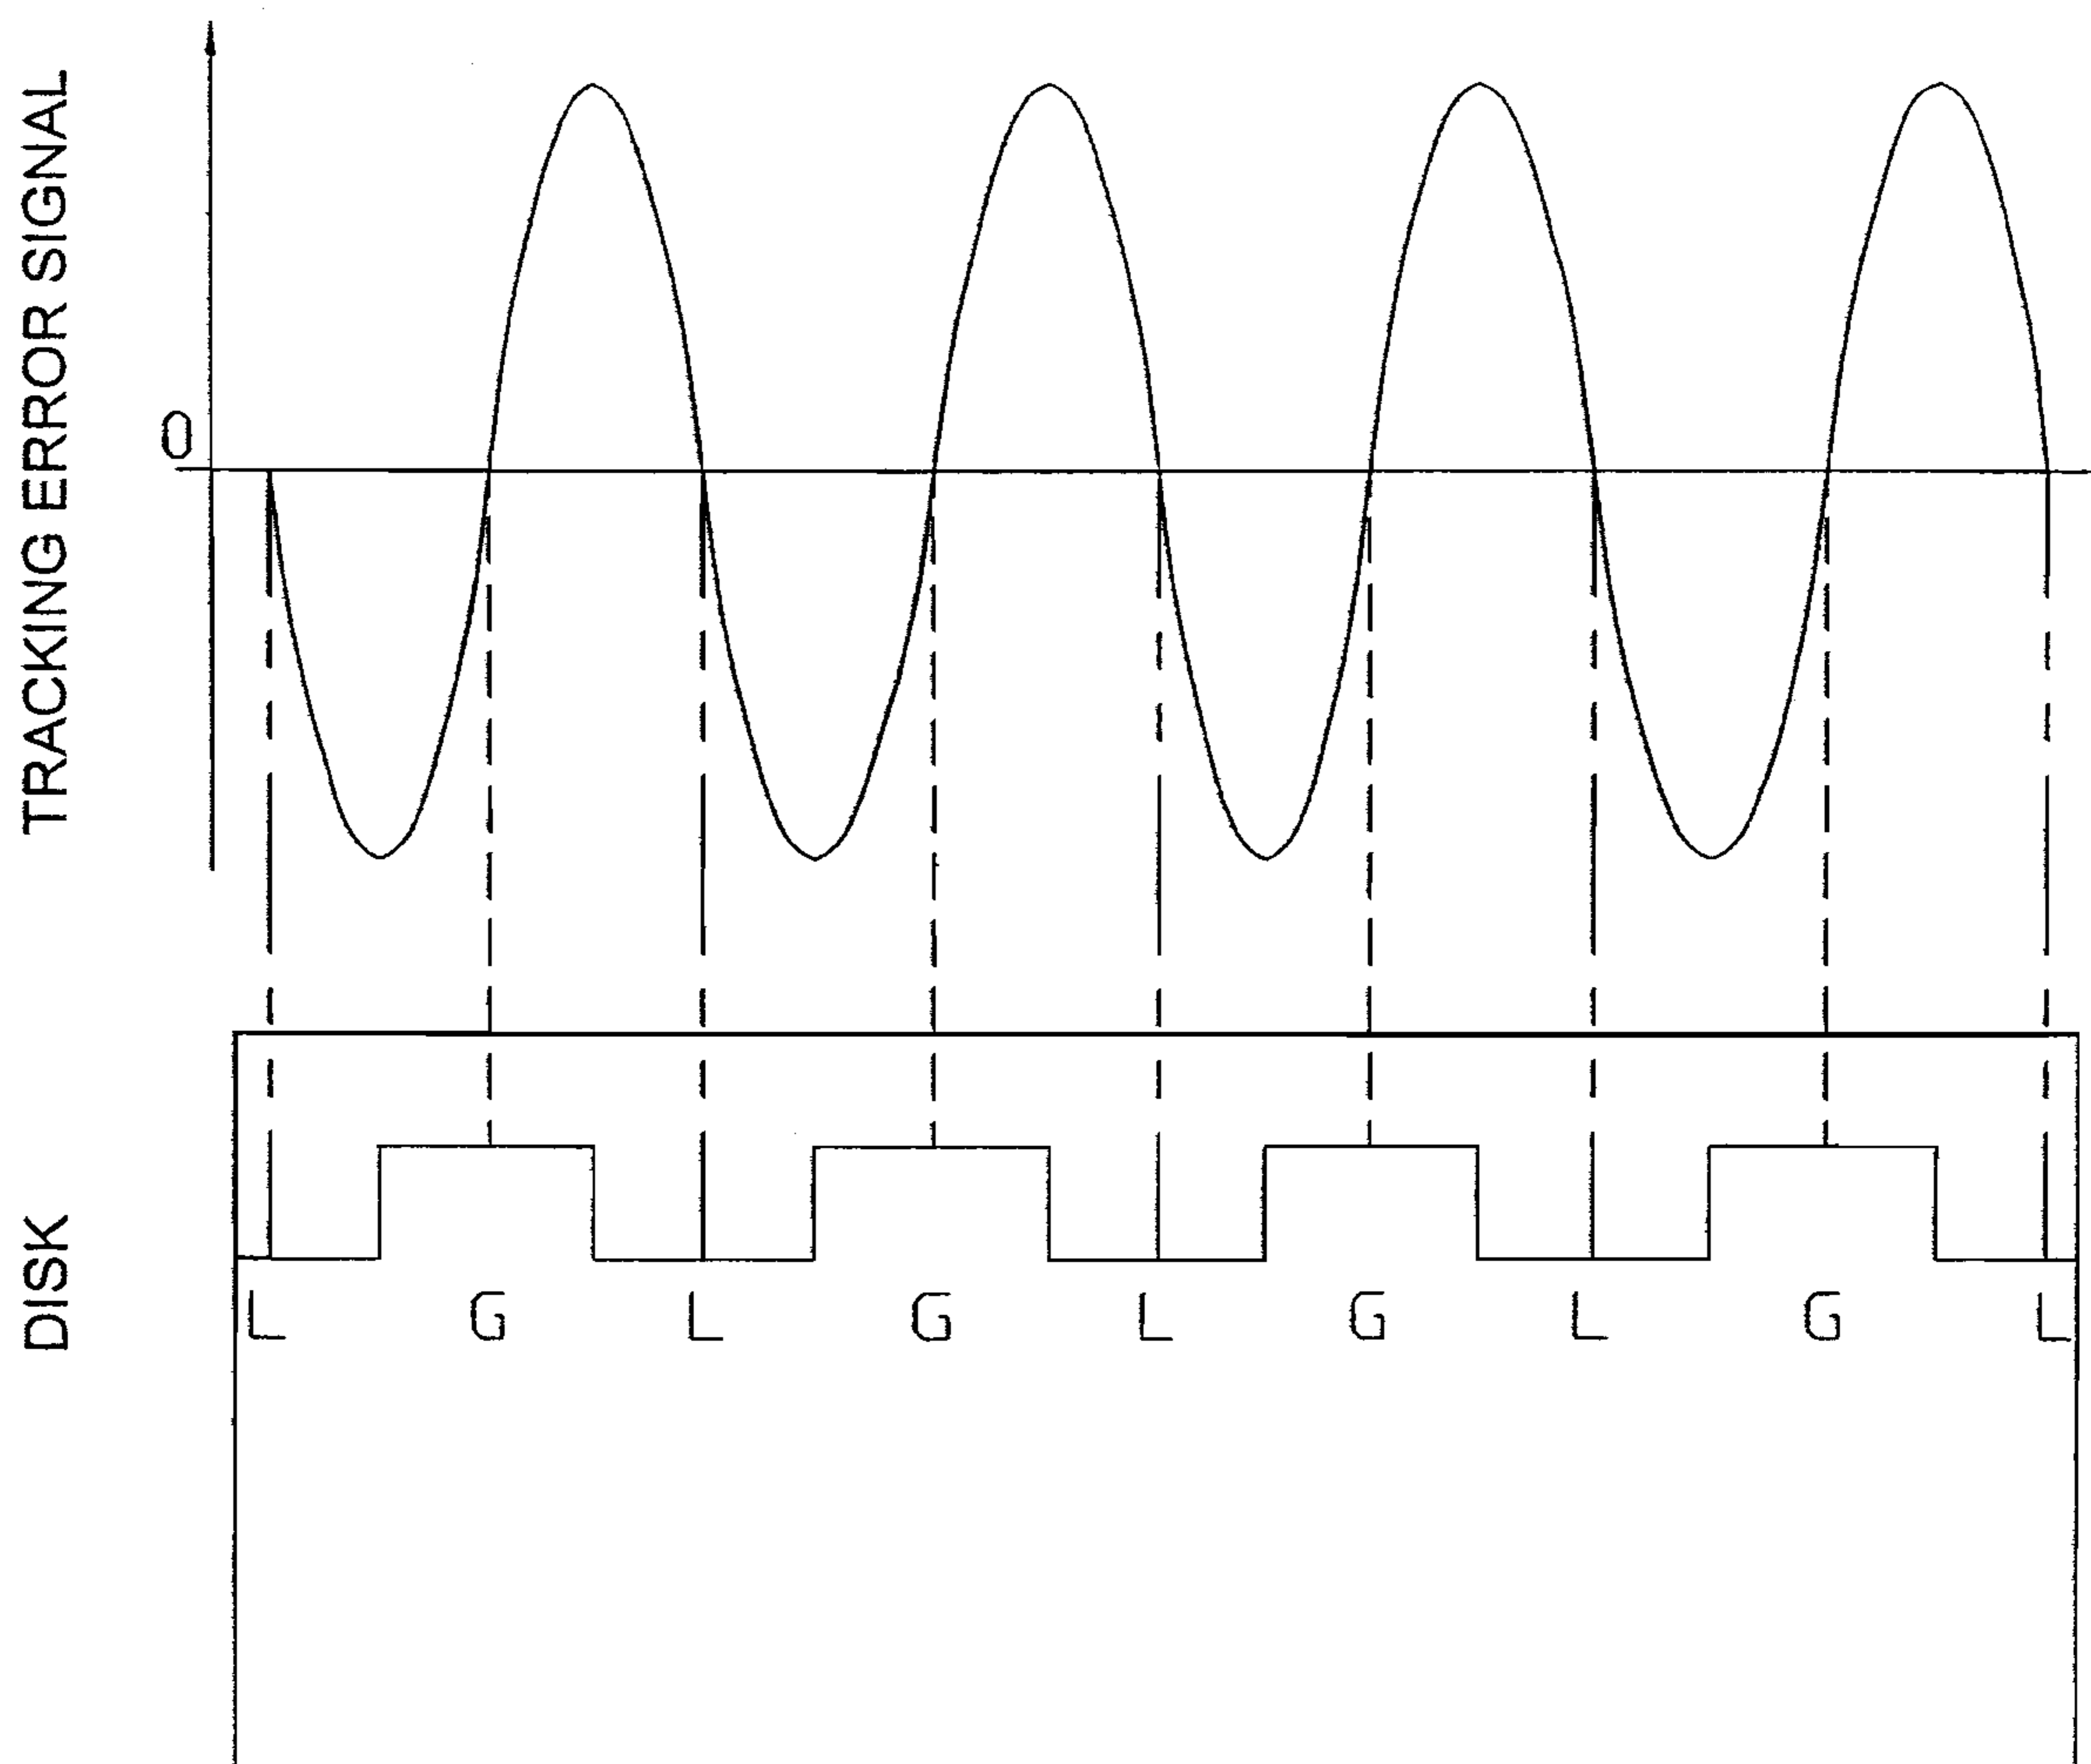 TRACKING ERROR SIGNAL
0
DISK
L G L G L G L G L